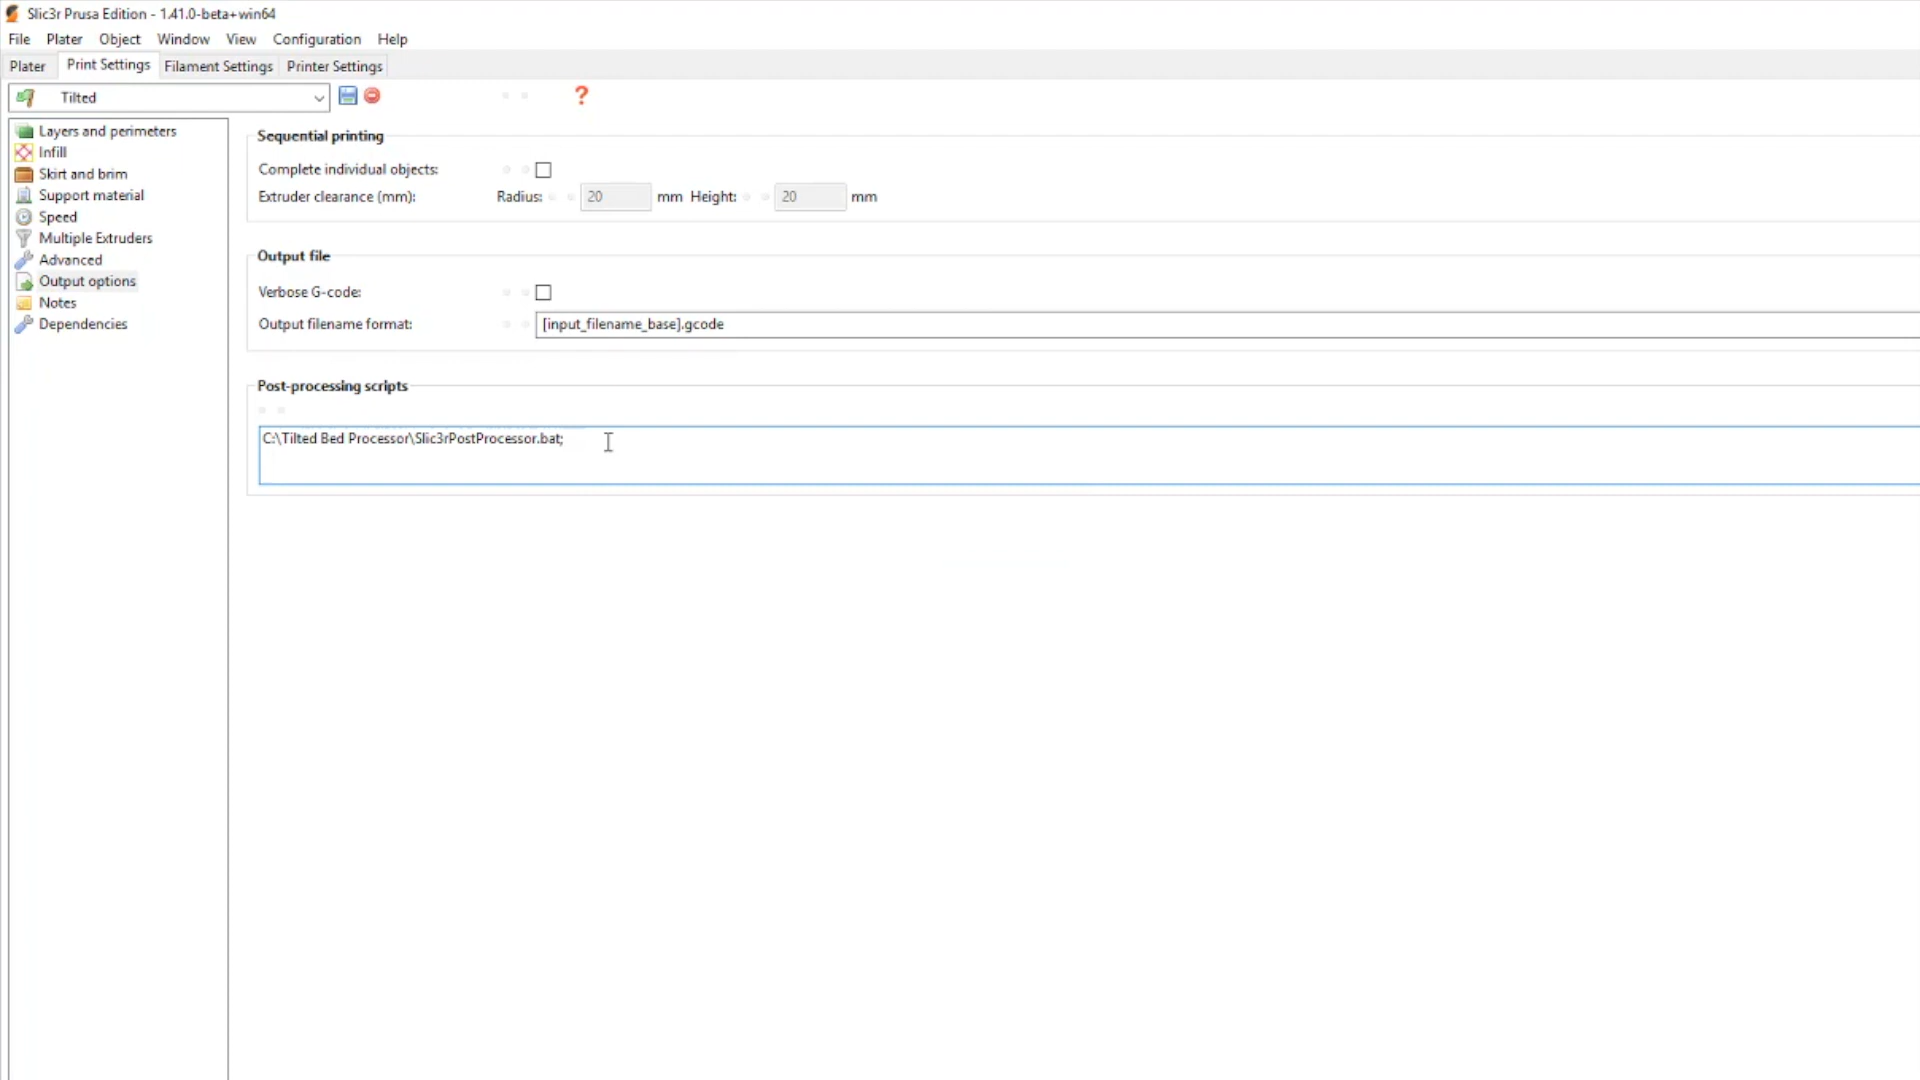 Slic3r Prusa Edition - 1.41.0-beta+win64
File Plater Object Window View Configuration Help
Plater Print Settings Filament Settings Printer Settings
Tilted ?
Layers and perimeters
Infill
Skirt and brim
Support material
Speed
Multiple Extruders
Advanced
Output options
Notes
Dependencies
Sequential printing
Complete individual objects:
Extruder clearance (mm): Radius: 20 mm Height: 20 mm
Output file
Verbose G-code:
Output filename format: [input_filename_base].gcode
Post-processing scripts
C:\Tilted Bed Processor\Slic3rPostProcessor.bat;